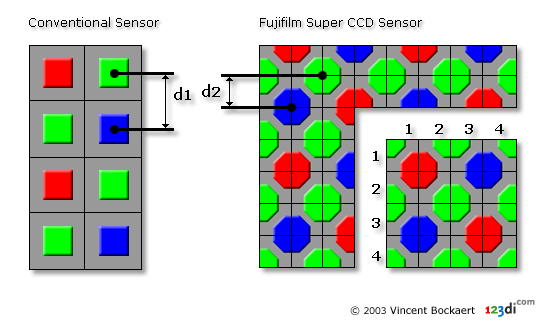 Conventional Sensor
Fujifilm Super CCD Sensor
d1
d2
1 2 3 4
1
2
3
4
© 2003 Vincent Bockaert 123di.com